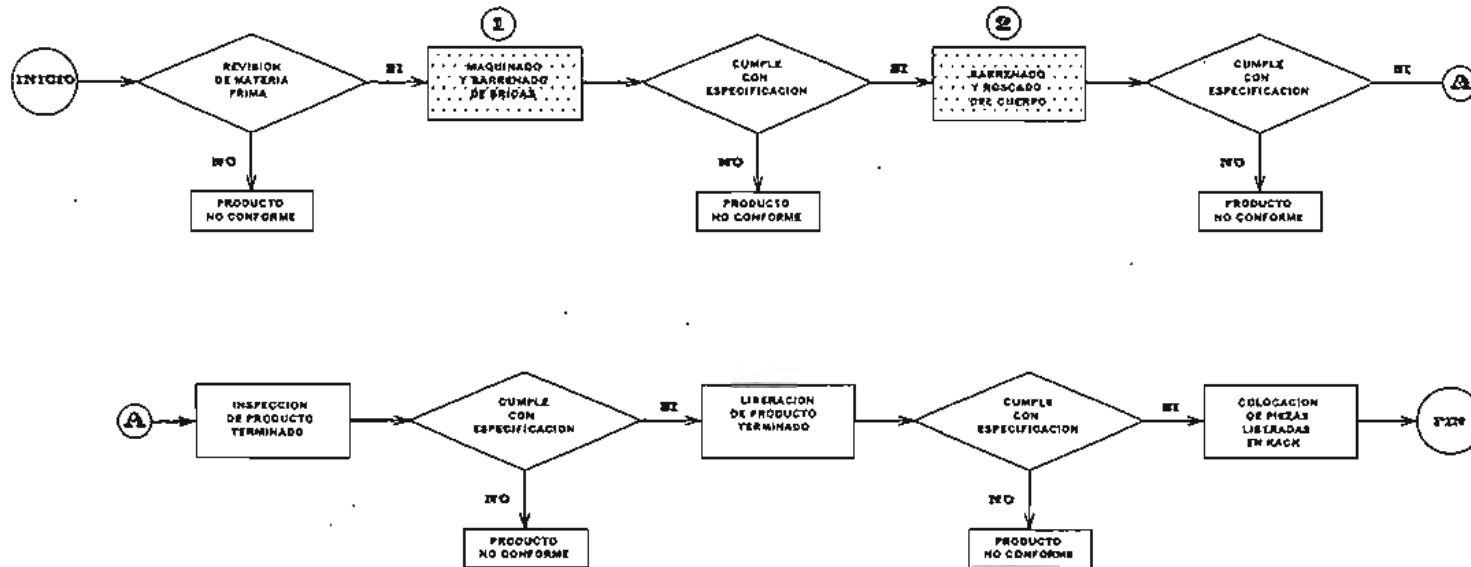 1
2
INICIO
REVISION
DE MATERIA
PRIMA
SI
MAQUINADO
Y BARRENADO
DE BRIDAS
CUMPLE
CON
ESPECIFICACION
SI
BARRENADO
Y ROSCADO
DEL CUERPO
CUMPLE
CON
ESPECIFICACION
SI
A
NO
NO
NO
PRODUCTO
NO CONFORME
PRODUCTO
NO CONFORME
PRODUCTO
NO CONFORME
A
INSPECCION
DE PRODUCTO
TERMINADO
CUMPLE
CON
ESPECIFICACION
SI
LIBERACION
DE PRODUCTO
TERMINADO
CUMPLE
CON
ESPECIFICACION
SI
COLOCACION
DE PIEZAS
LIBERADAS
EN RACK
FIN
NO
NO
PRODUCTO
NO CONFORME
PRODUCTO
NO CONFORME